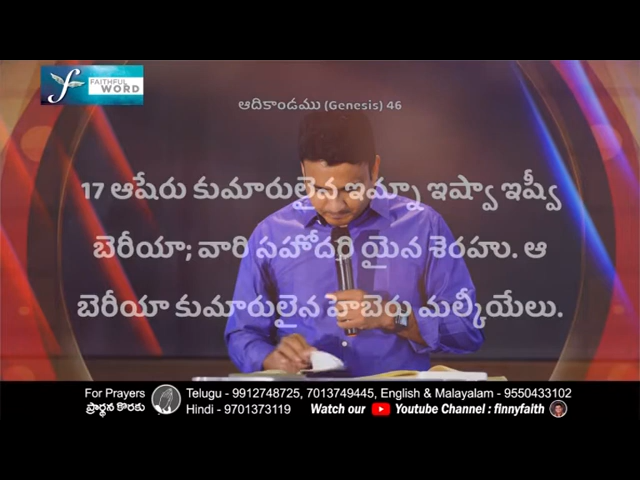 FAITHFUL
WORD
ఆదికాండము (Genesis) 46
17 ఆషేరు కుమారులైన ఇమ్నా ఇష్వా ఇష్వీ
బెరీయా; వారి సహోదరి యైన శెరహు. ఆ
బెరీయా కుమారులైన హెబెరు మల్కీయేలు.
For Prayers
ప్రార్థన కొరకు
Telugu - 9912748725, 7013749445, English & Malayalam - 9550433102
Hindi - 9701373119 Watch our Youtube Channel : finnyfaith